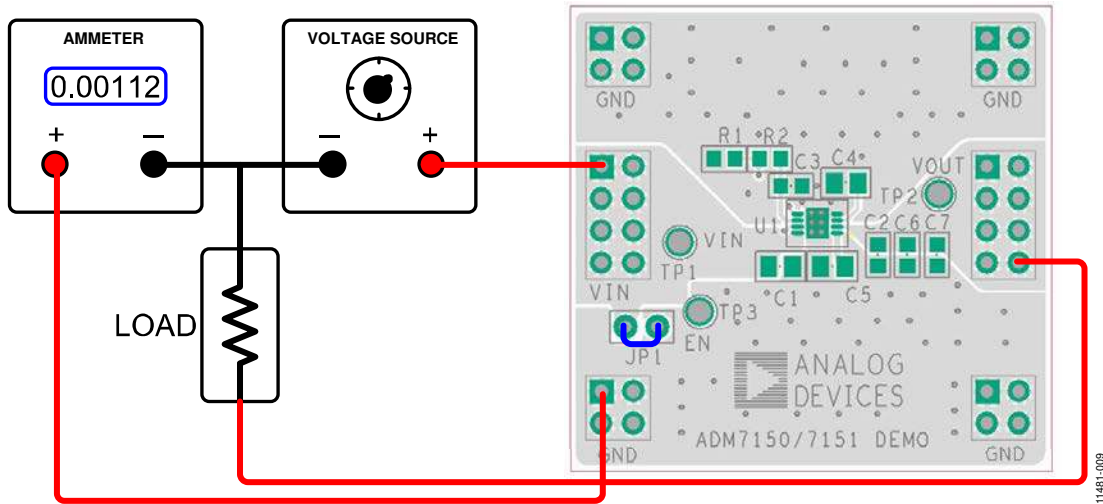 AMMETER
0.00112
+
–
VOLTAGE SOURCE
–
+
LOAD
GND
GND
R1
R2
C3
C4
VOUT
TP2
U1
C2
C6
C7
VIN
TP1
VIN
C1
C5
TP3
EN
JP1
ANALOG
DEVICES
ADM7150/7151 DEMO
GND
GND
11481-009